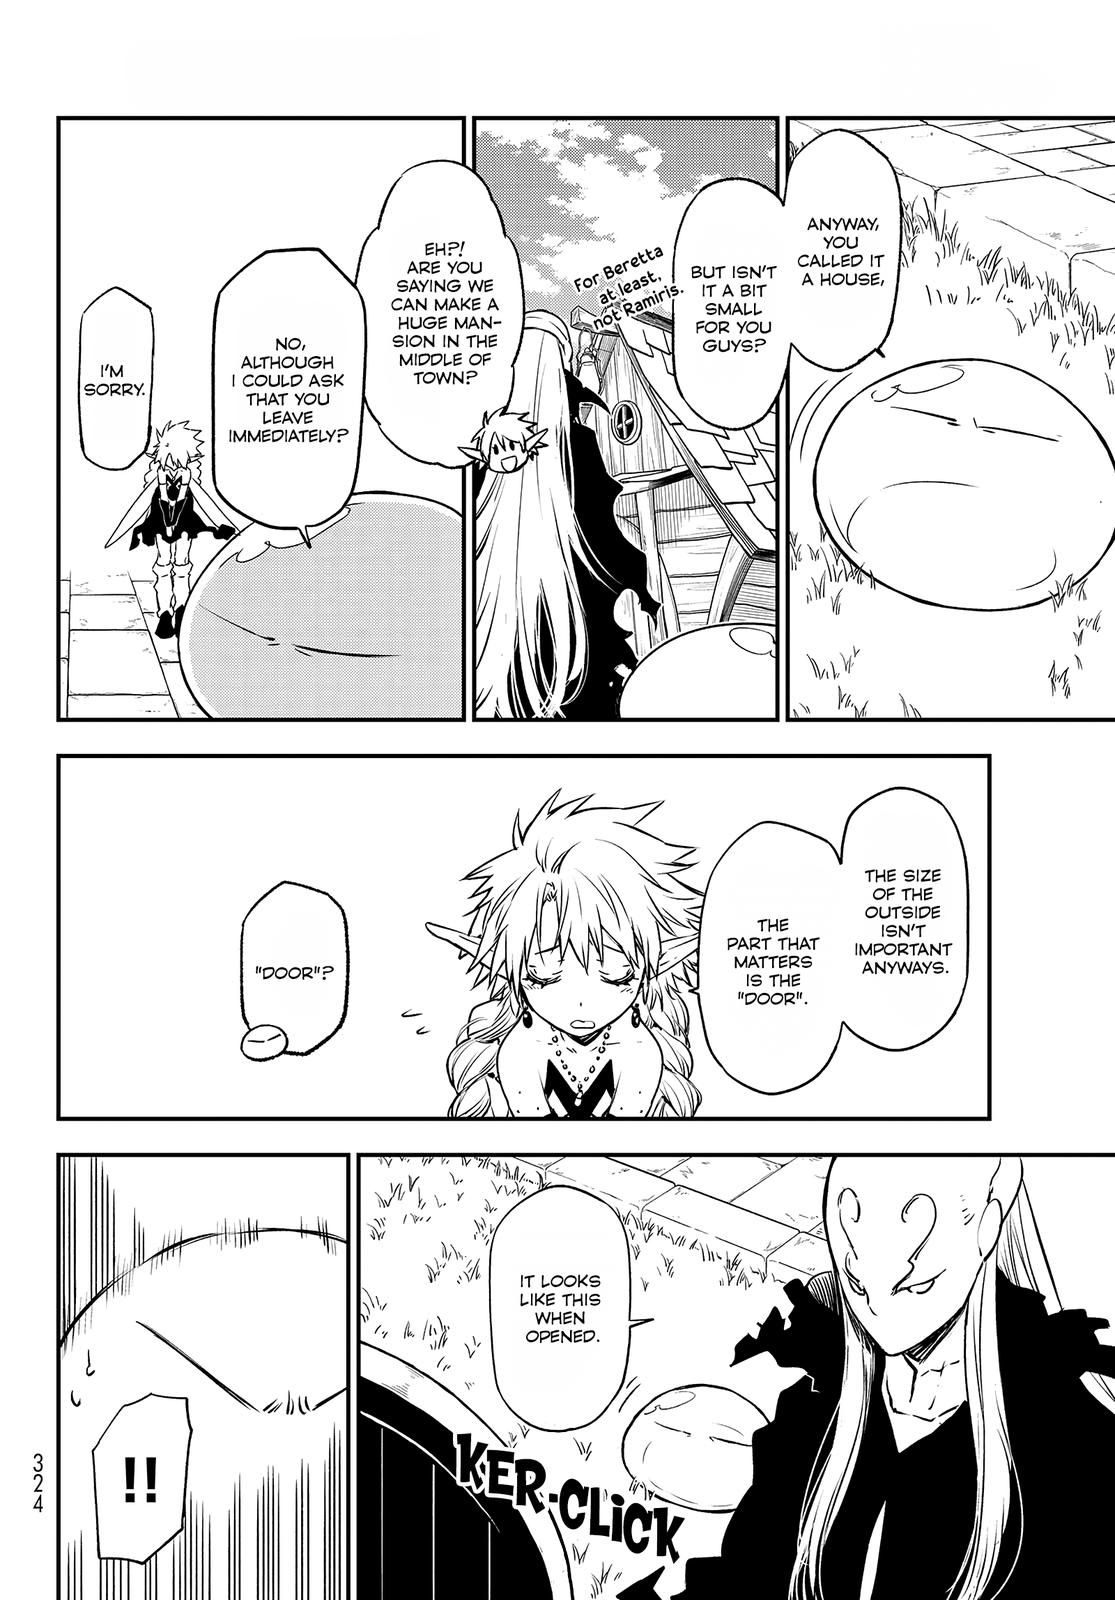 ANYWAY,
YOU
CALLED IT
A HOUSE,
BUT ISN'T
IT A BIT
SMALL
FOR YOU
GUYS?
For Beretta
at least,
not Ramiris.
EH?!
ARE YOU
SAYING WE
CAN MAKE
A HUGE MAN-
SION IN THE
MIDDLE OF
TOWN?
NO,
ALTHOUGH
I COULD ASK
THAT YOU
LEAVE
IMMEDIATELY?
I'M
SORRY.
THE SIZE
OF THE
OUTSIDE
ISN'T
IMPORTANT
ANYWAYS.
THE
PART THAT
MATTERS
IS THE
"DOOR".
"DOOR"?
IT LOOKS
LIKE THIS
WHEN
OPENED.
KER-CLICK
!!
324